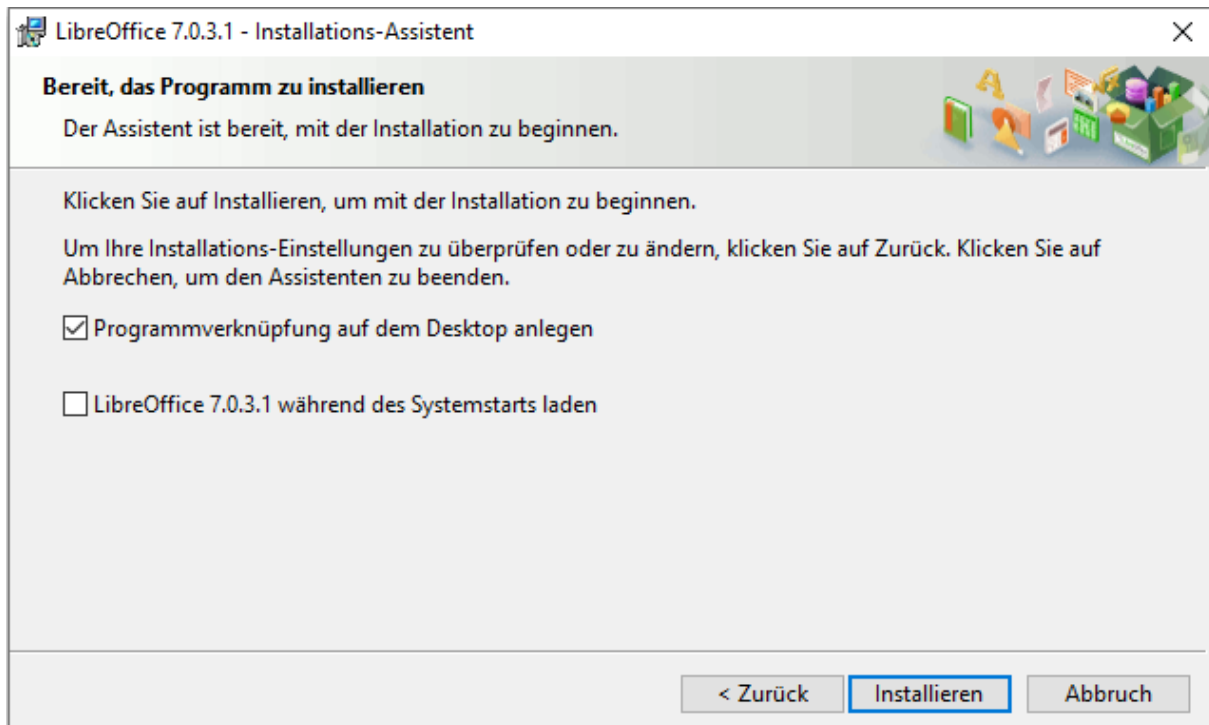 LibreOffice 7.0.3.1 - Installations-Assistent
Bereit, das Programm zu installieren
Der Assistent ist bereit, mit der Installation zu beginnen.
Klicken Sie auf Installieren, um mit der Installation zu beginnen.
Um Ihre Installations-Einstellungen zu überprüfen oder zu ändern, klicken Sie auf Zurück. Klicken Sie auf
Abbrechen, um den Assistenten zu beenden.
Programmverknüpfung auf dem Desktop anlegen
LibreOffice 7.0.3.1 während des Systemstarts laden
< Zurück Installieren Abbruch